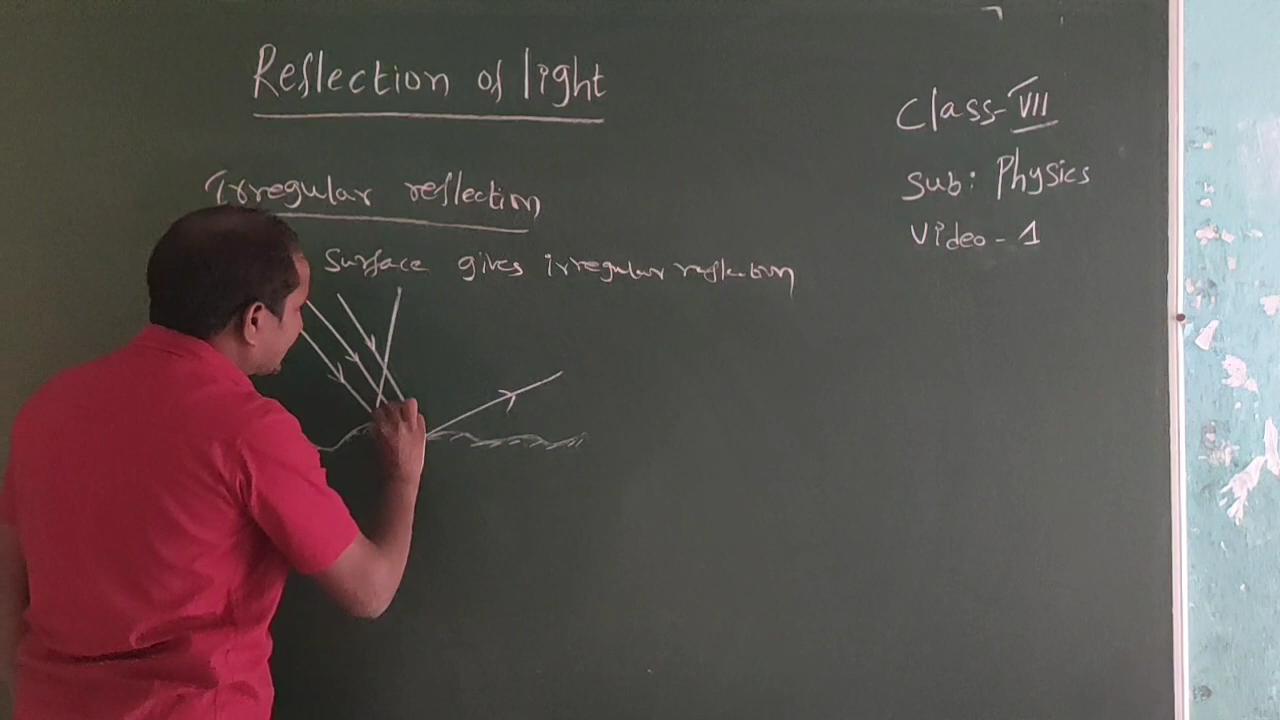 Reflection of light
Class-VII
Sub: Physics
Video-1
Irregular reflection
surface gives irregular reflection